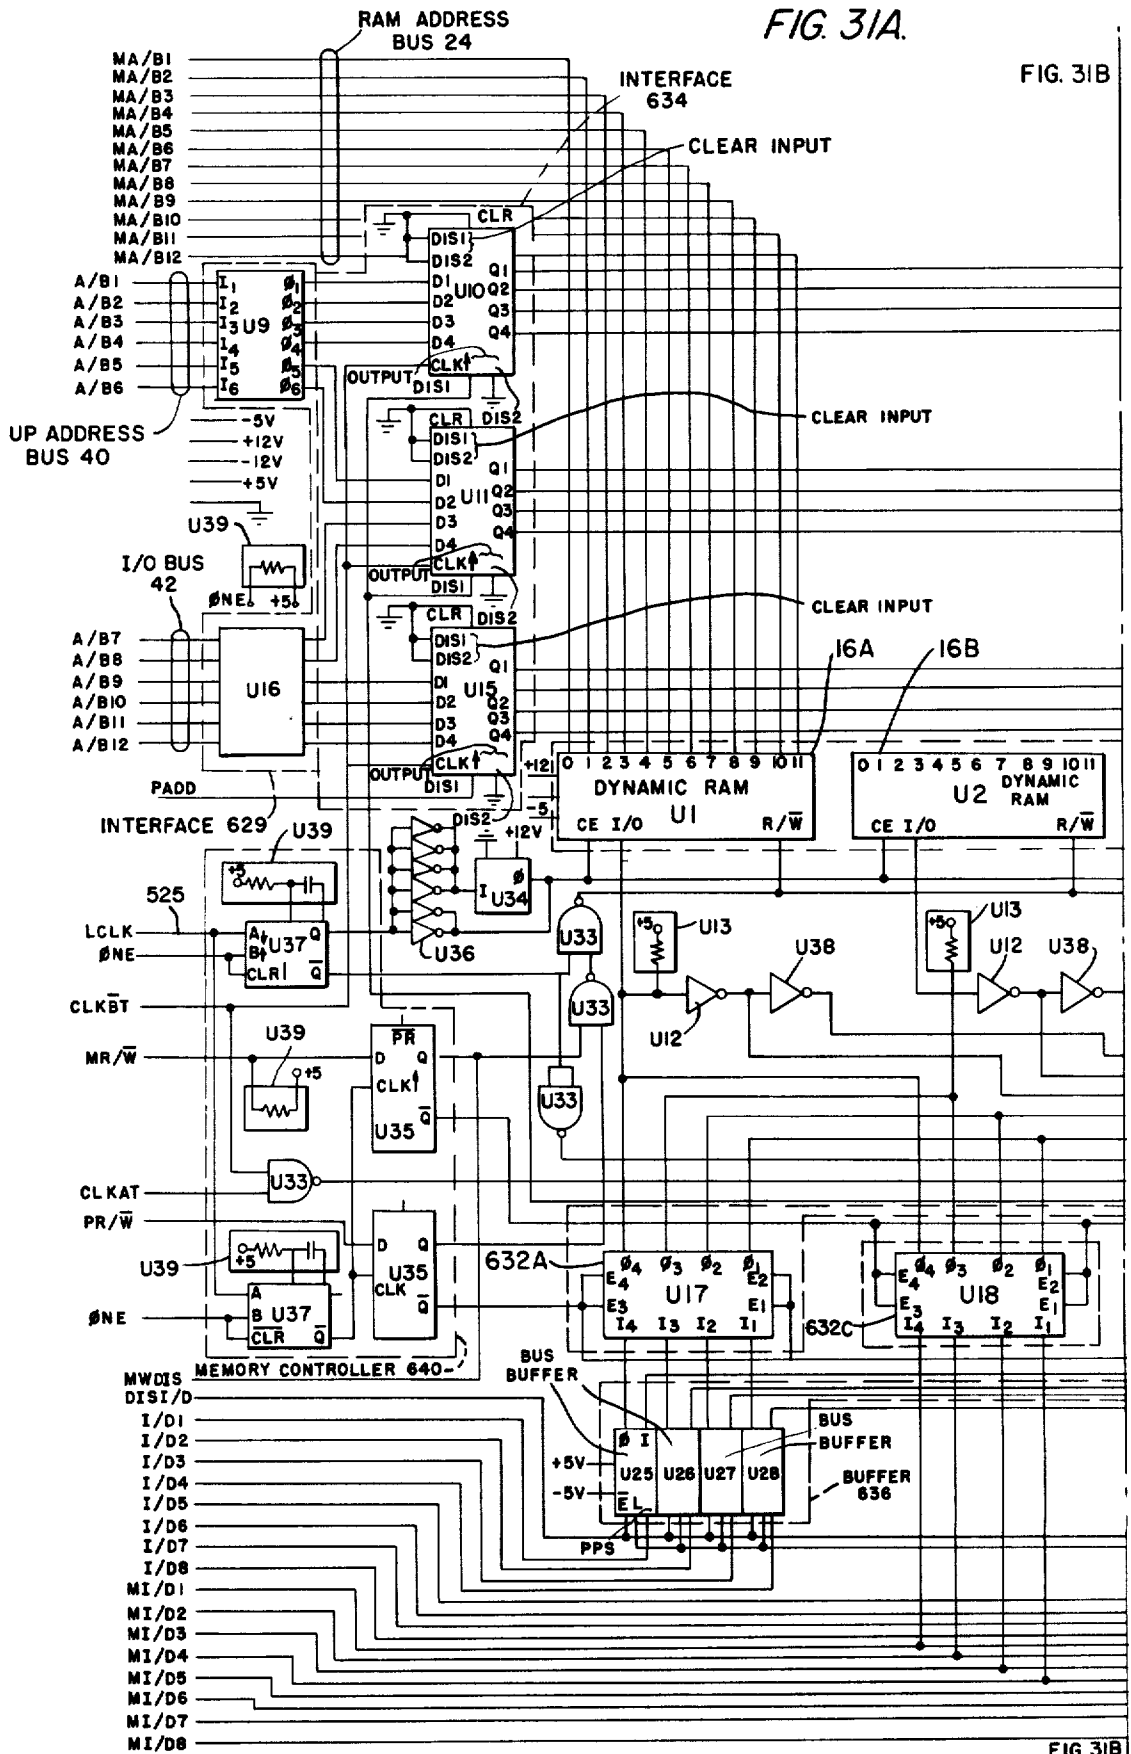 FIG. 31A.
RAM ADDRESS
BUS 24
FIG. 31B
MA/B1
MA/B2
MA/B3
MA/B4
MA/B5
MA/B6
MA/B7
MA/B8
MA/B9
MA/B10
MA/B11
MA/B12
INTERFACE
634
CLEAR INPUT
CLR
DIS1
DIS2
D1
D2
D3
D4
U10
Q1
Q2
Q3
Q4
CLK
OUTPUT
DIS1
DIS2
A/B1
A/B2
A/B3
A/B4
A/B5
A/B6
I1
I2
I3
I4
I5
I6
U9
Ø1
Ø2
Ø3
Ø4
Ø5
Ø6
UP ADDRESS
BUS 40
-5V
+12V
-12V
+5V
CLEAR INPUT
CLR
DIS1
DIS2
D1
D2
D3
D4
U11
Q1
Q2
Q3
Q4
CLK
OUTPUT
DIS1
DIS2
U39
ØNE
+5
I/O BUS
42
A/B7
A/B8
A/B9
A/B10
A/B11
A/B12
U16
CLEAR INPUT
CLR
DIS1
DIS2
D1
D2
D3
D4
U15
Q1
Q2
Q3
Q4
CLK
OUTPUT
DIS1
DIS2
PADD
INTERFACE 629
16A
16B
+12
-5
0 1 2 3 4 5 6 7 8 9 10 11
DYNAMIC RAM
U1
CE I/O
R/W̅
0 1 2 3 4 5 6 7 8 9 10 11
U2
DYNAMIC
RAM
CE I/O
R/W̅
U39
+5
525
LCLK
ØNE
A
B
CLR
U37
Q
Q̅
+12V
I
Ø
U34
U36
U33
U33
U33
+5
U13
U12
U38
+5
U13
U12
U38
CLKB̅T
MR/W̅
U39
+5
P̅R̅
D
Q
CLK
Q̅
U35
CLKAT
U33
PR/W̅
U39
+5
D
Q
U35
CLK
Q̅
ØNE
A
B
U37
C̅L̅R̅
Q̅
MEMORY CONTROLLER 640
632A
Ø4 Ø3 Ø2 Ø1
E4
E2
E3
E1
U17
I4 I3 I2 I1
632C
Ø4 Ø3 Ø2 Ø1
E4
E2
E3
E1
U18
I4 I3 I2 I1
BUS
BUFFER
BUS
BUFFER
BUFFER
636
+5V
-5V
Ø I
U25
U26
U27
U28
E̅ L
PPS
MWDIS
DISI/D
I/D1
I/D2
I/D3
I/D4
I/D5
I/D6
I/D7
I/D8
MI/D1
MI/D2
MI/D3
MI/D4
MI/D5
MI/D6
MI/D7
MI/D8
FIG 31B